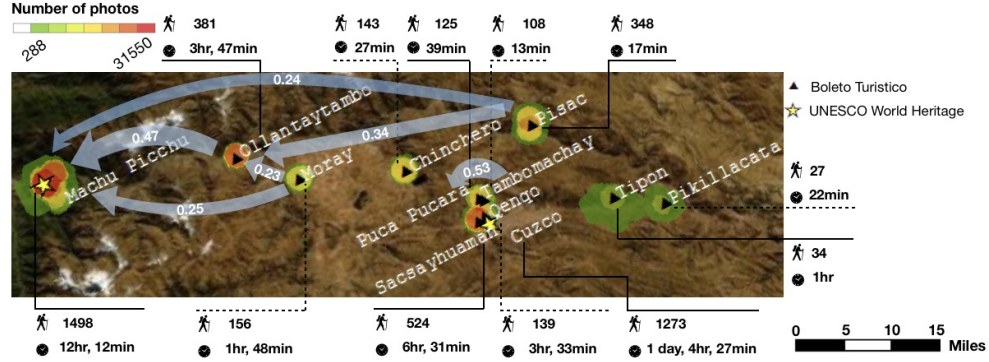 Number of photos
288
31550
381
3hr, 47min
143
27min
125
39min
108
13min
348
17min
Boleto Turistico
UNESCO World Heritage
0.24
0.47
0.34
0.23
0.53
0.25
Machu Picchu
Ollantaytambo
Moray
Chinchero
Pisac
Puca Pucara
Tambomachay
Qenqo
Sacsayhuaman
Cuzco
Tipon
Pikillacata
27
22min
34
1hr
1498
12hr, 12min
156
1hr, 48min
524
6hr, 31min
139
3hr, 33min
1273
1 day, 4hr, 27min
0 5 10 15
Miles